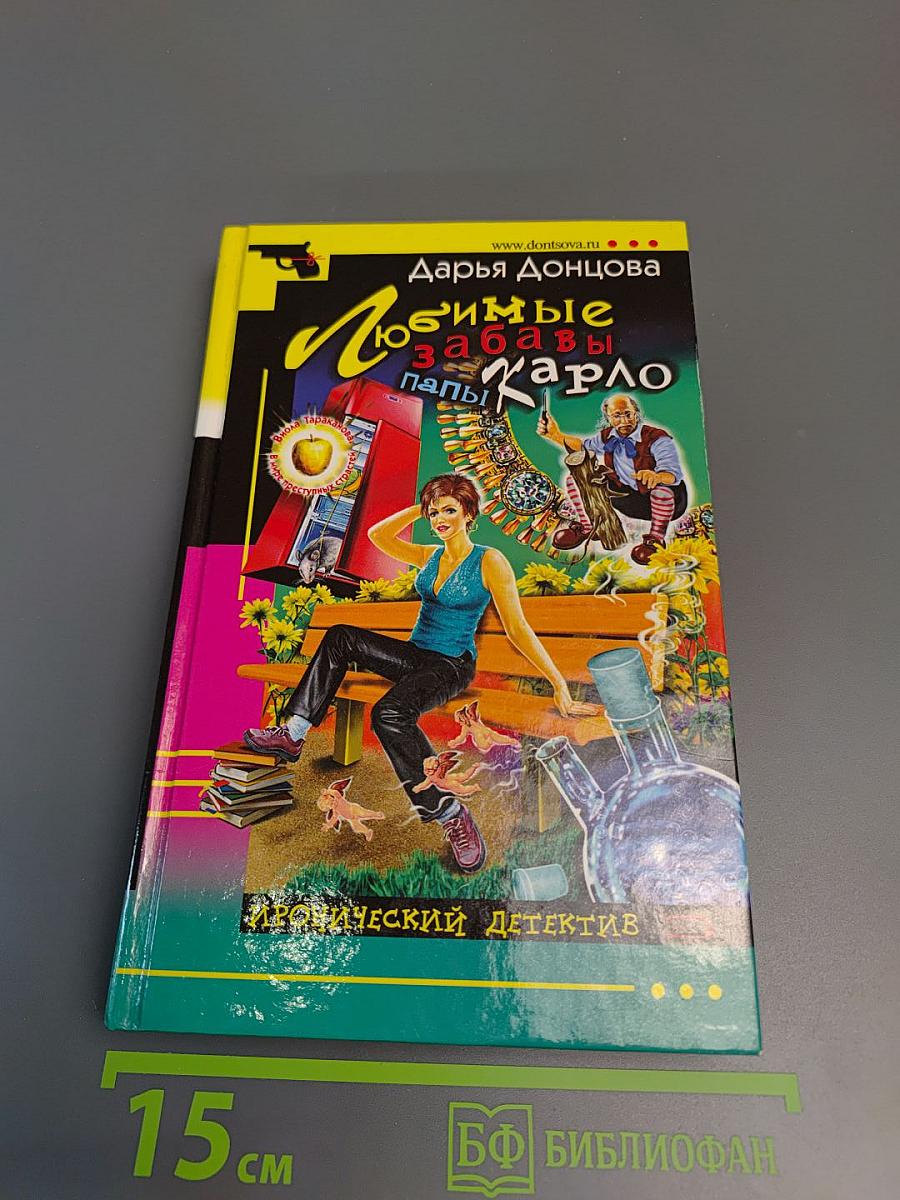 www.dontsova.ru
Дарья Донцова
Любимые
забавы
папы Карло
Виола Тараканова
в мире преступных страстей
ИРОНИЧЕСКИЙ ДЕТЕКТИВ
15 см
БФ БИБЛИОФАН